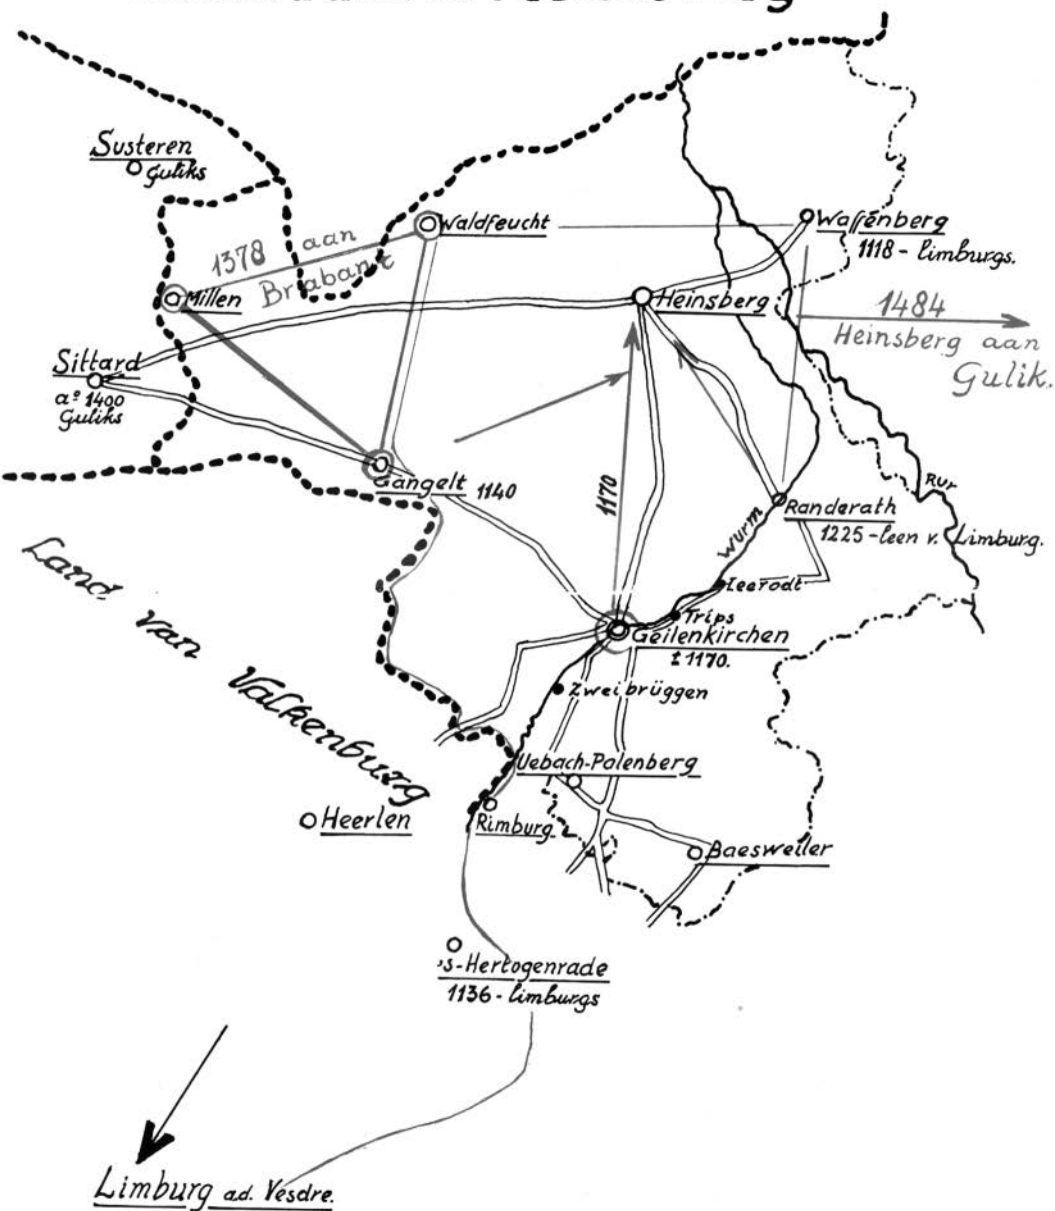 Susteren
Guliks
Waldfeucht
Wassenberg
1118 - limburgs.
1378 aan
Brabant
Millen
Heinsberg
1484
Heinsberg aan
Gulik.
Sittard
aº 1400
Guliks
Gangelt 1140
1170
Randerath
1225 - leen v. Limburg.
Rur
Wurm
Leerodt
Trips
Geilenkirchen
± 1170.
Zweibrüggen
Land van Valkenburg
Uebach-Palenberg
Heerlen
Rimburg
Baesweiler
's-Hertogenrade
1136 - limburgs
Limburg a.d. Vesdre.